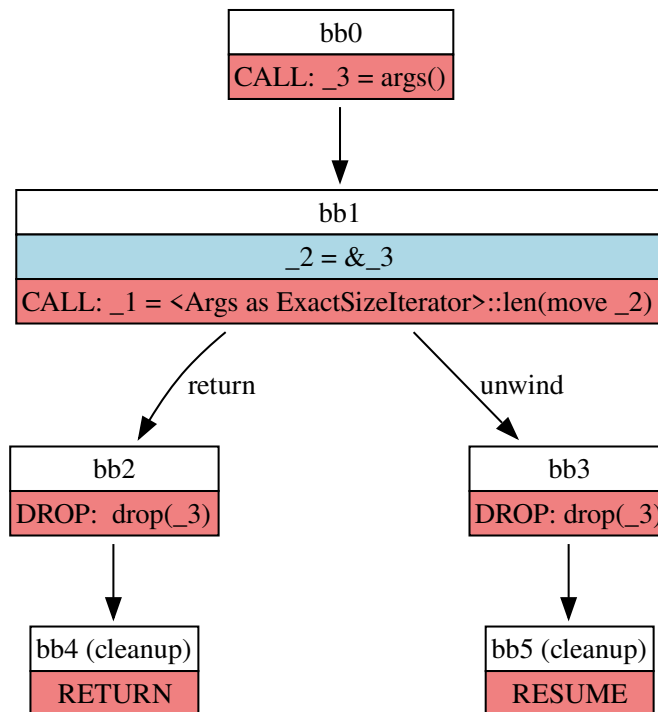 bb0
CALL: _3 = args()
bb1
_2 = &_3
CALL: _1 = <Args as ExactSizeIterator>::len(move _2)
return
unwind
bb2
DROP:  drop(_3)
bb3
DROP: drop(_3)
bb4 (cleanup)
RETURN
bb5 (cleanup)
RESUME